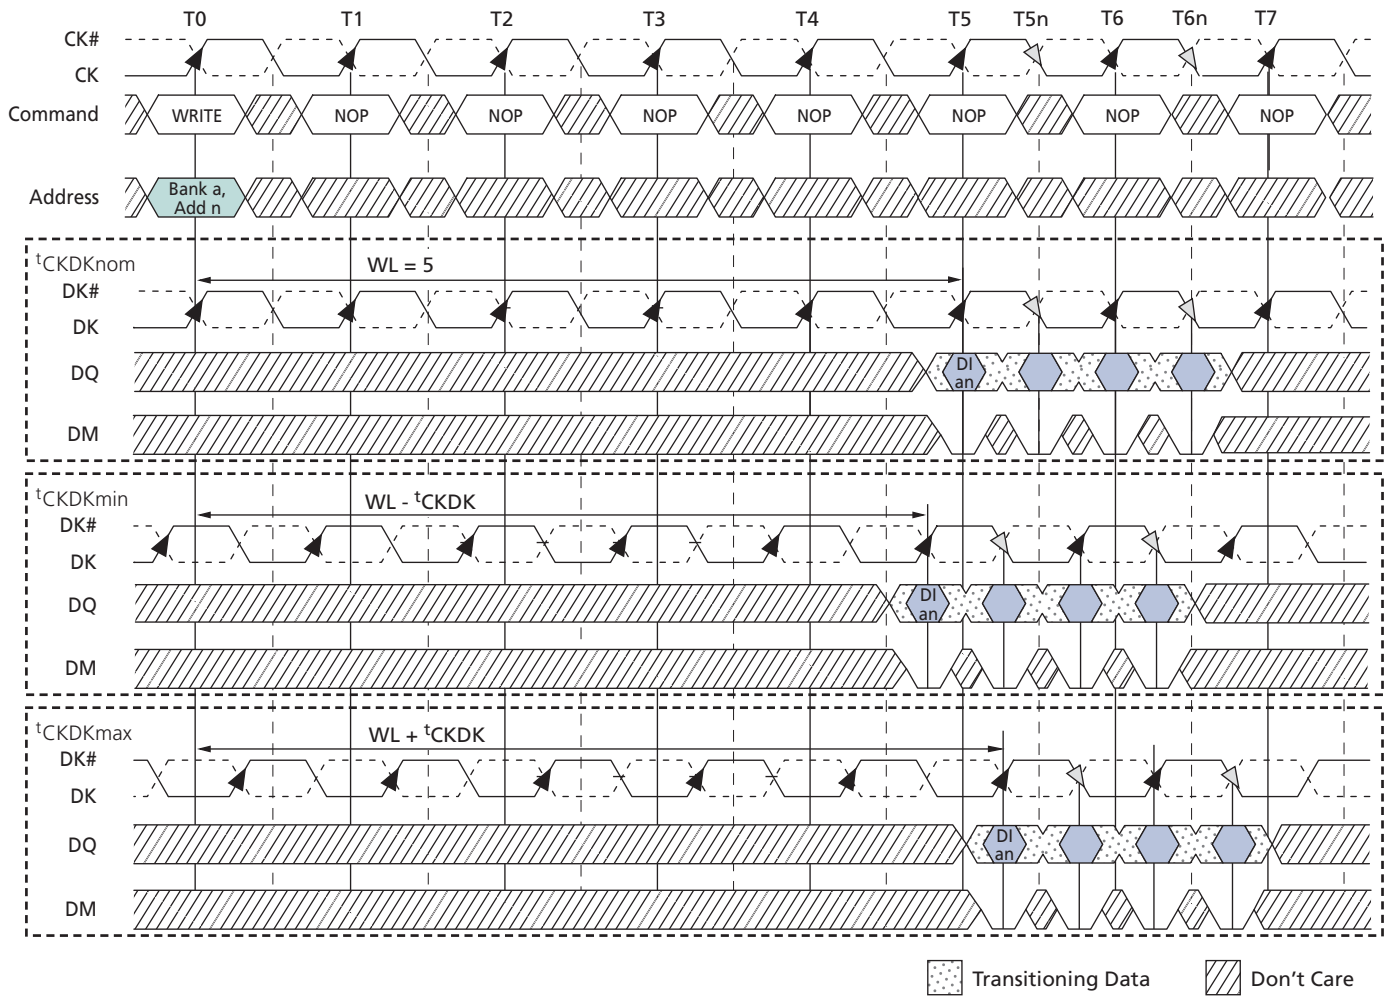 T0 T1 T2 T3 T4 T5 T5n T6 T6n T7
CK#
CK
Command WRITE NOP NOP NOP NOP NOP NOP NOP
Address Bank a,
Add n
tCKDKnom
WL = 5
DK#
DK
DQ DI
an
DM
tCKDKmin
WL - tCKDK
DK#
DK
DQ DI
an
DM
tCKDKmax
WL + tCKDK
DK#
DK
DQ DI
an
DM
Transitioning Data Don't Care